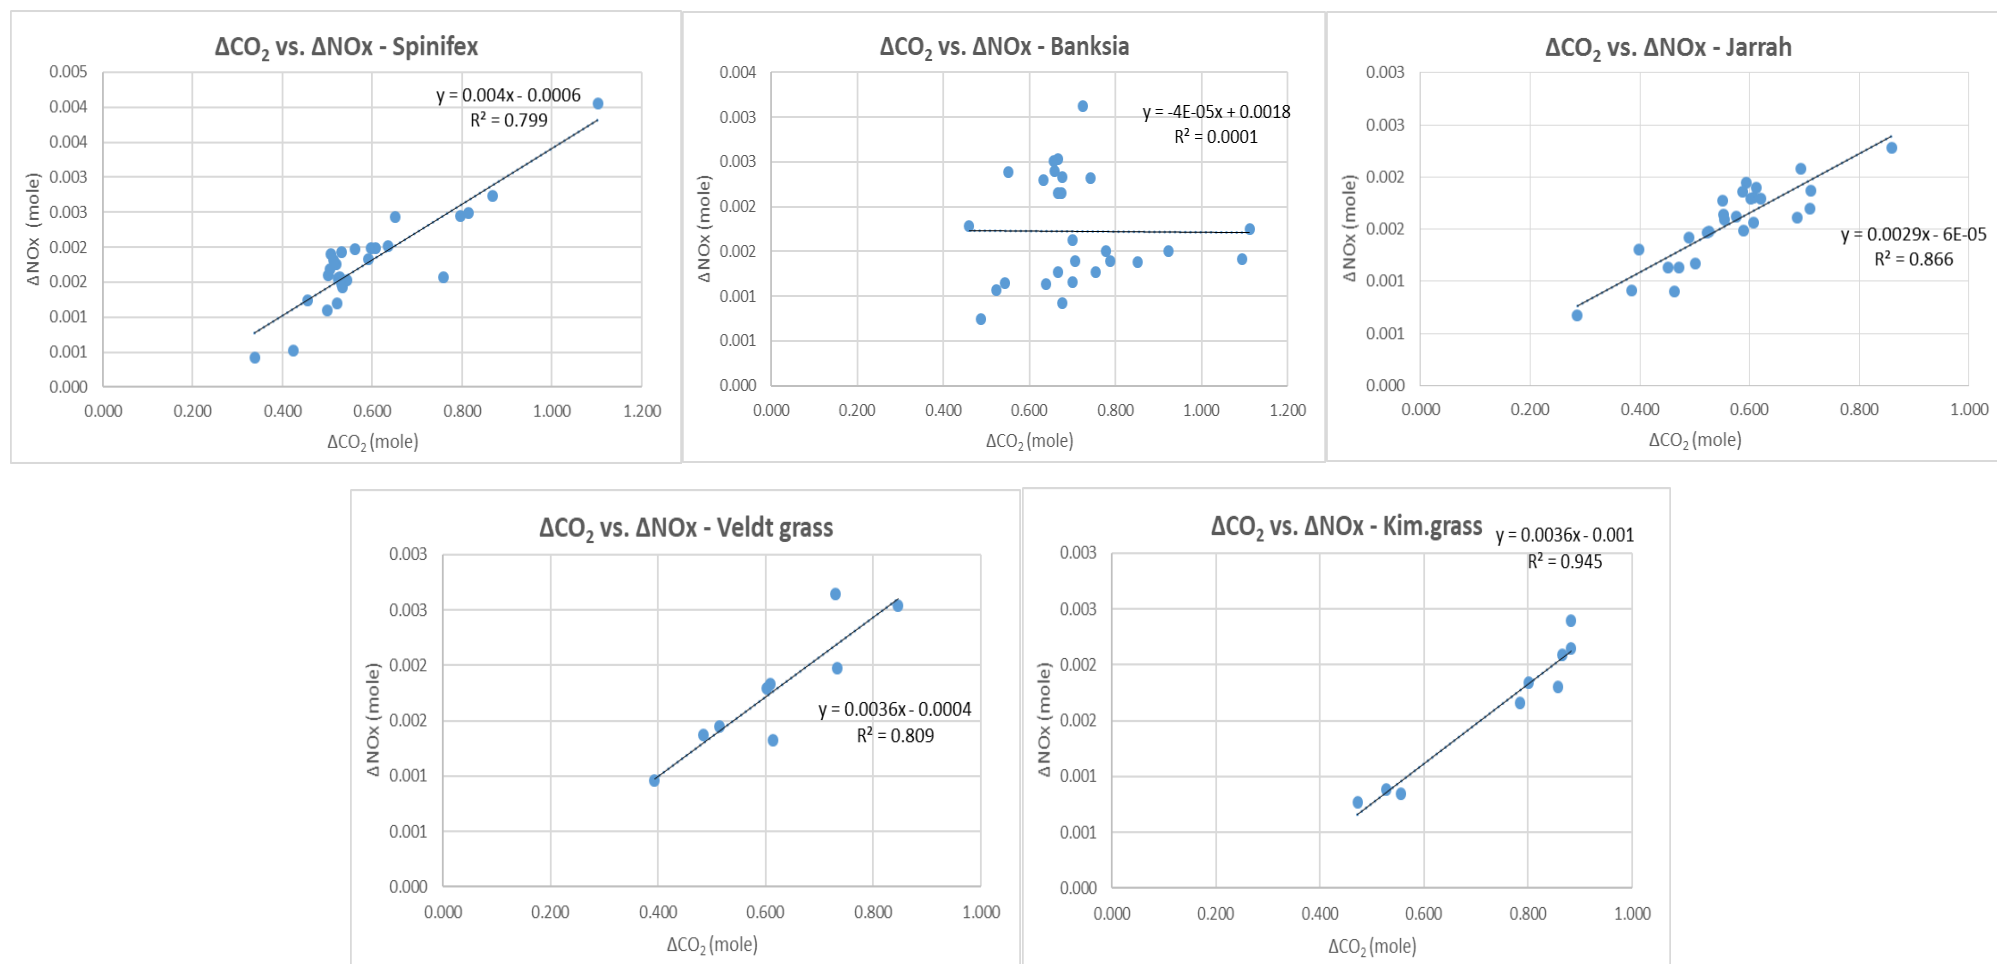 ΔCO₂ vs. ΔNOx - Spinifex
0.005
0.004
0.004
0.003
0.003
0.002
0.002
0.001
0.001
0.000
ΔNOx (mole)
y = 0.004x - 0.0006
R² = 0.799
0.000 0.200 0.400 0.600 0.800 1.000 1.200
ΔCO₂ (mole)
ΔCO₂ vs. ΔNOx - Banksia
0.004
0.003
0.003
0.002
0.002
0.001
0.001
0.000
ΔNOx (mole)
y = -4E-05x + 0.0018
R² = 0.0001
0.000 0.200 0.400 0.600 0.800 1.000 1.200
ΔCO₂ (mole)
ΔCO₂ vs. ΔNOx - Jarrah
0.003
0.003
0.002
0.002
0.001
0.001
0.000
ΔNOx (mole)
y = 0.0029x - 6E-05
R² = 0.866
0.000 0.200 0.400 0.600 0.800 1.000
ΔCO₂ (mole)
ΔCO₂ vs. ΔNOx - Veldt grass
0.003
0.003
0.002
0.002
0.001
0.001
0.000
ΔNOx (mole)
y = 0.0036x - 0.0004
R² = 0.809
0.000 0.200 0.400 0.600 0.800 1.000
ΔCO₂ (mole)
ΔCO₂ vs. ΔNOx - Kim.grass
y = 0.0036x - 0.001
R² = 0.945
0.003
0.003
0.002
0.002
0.001
0.001
0.000
ΔNOx (mole)
0.000 0.200 0.400 0.600 0.800 1.000
ΔCO₂ (mole)